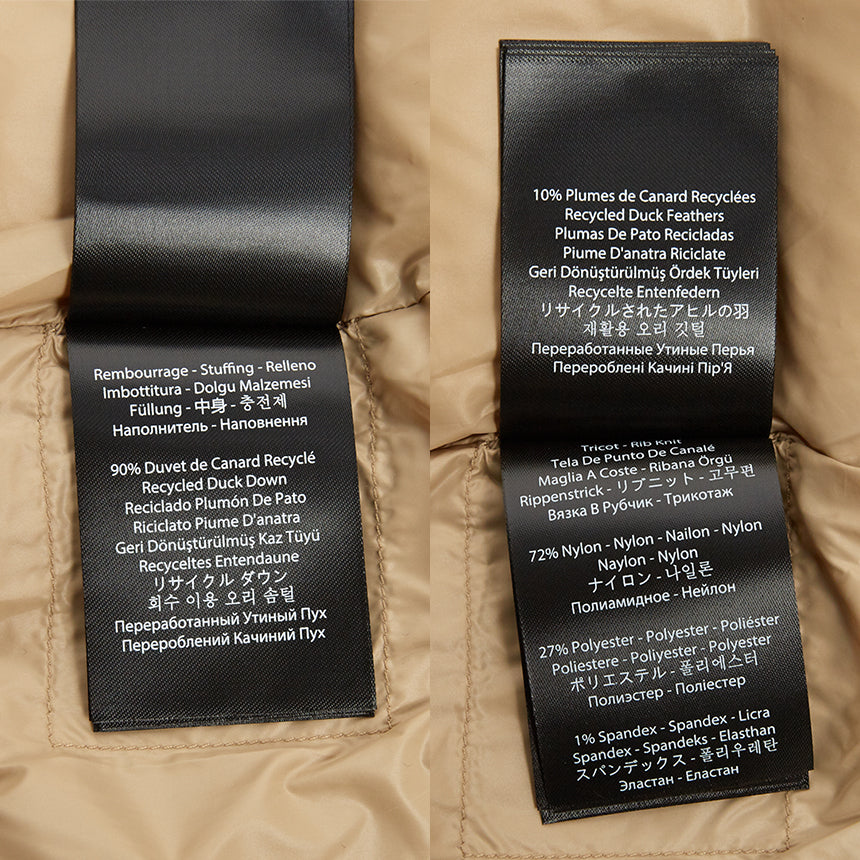 Rembourrage - Stuffing - Relleno
Imbottitura - Dolgu Malzemesi
Füllung - 中身 - 충전제
Наполнитель - Наповнення
90% Duvet de Canard Recyclé
Recycled Duck Down
Reciclado Plumón De Pato
Riciclato Piume D'anatra
Geri Dönüştürülmüş Kaz Tüyü
Recyceltes Entendaune
リサイクル ダウン
회수 이용 오리 솜털
Переработанный Утиный Пух
Перероблений Качиний Пух
10% Plumes de Canard Recyclées
Recycled Duck Feathers
Plumas De Pato Recicladas
Piume D'anatra Riciclate
Geri Dönüştürülmüş Ördek Tüyleri
Recycelte Entenfedern
リサイクルされたアヒルの羽
재활용 오리 깃털
Переработанные Утиные Перья
Перероблені Качині Пір'Я
Tricot - Rib Knit
Tela De Punto De Canalé
Maglia A Coste - Ribana Örgü
Rippenstrick - リブニット - 고무편
Вязка В Рубчик - Трикотаж
72% Nylon - Nylon - Nailon - Nylon
Naylon - Nylon
ナイロン - 나일론
Полиамидное - Нейлон
27% Polyester - Polyester - Poliéster
Poliestere - Poliyester - Polyester
ポリエステル - 폴리에스터
Полиэстер - Поліестер
1% Spandex - Spandex - Licra
Spandex - Spandeks - Elasthan
スパンデックス - 폴리우레탄
Эластан - Еластан